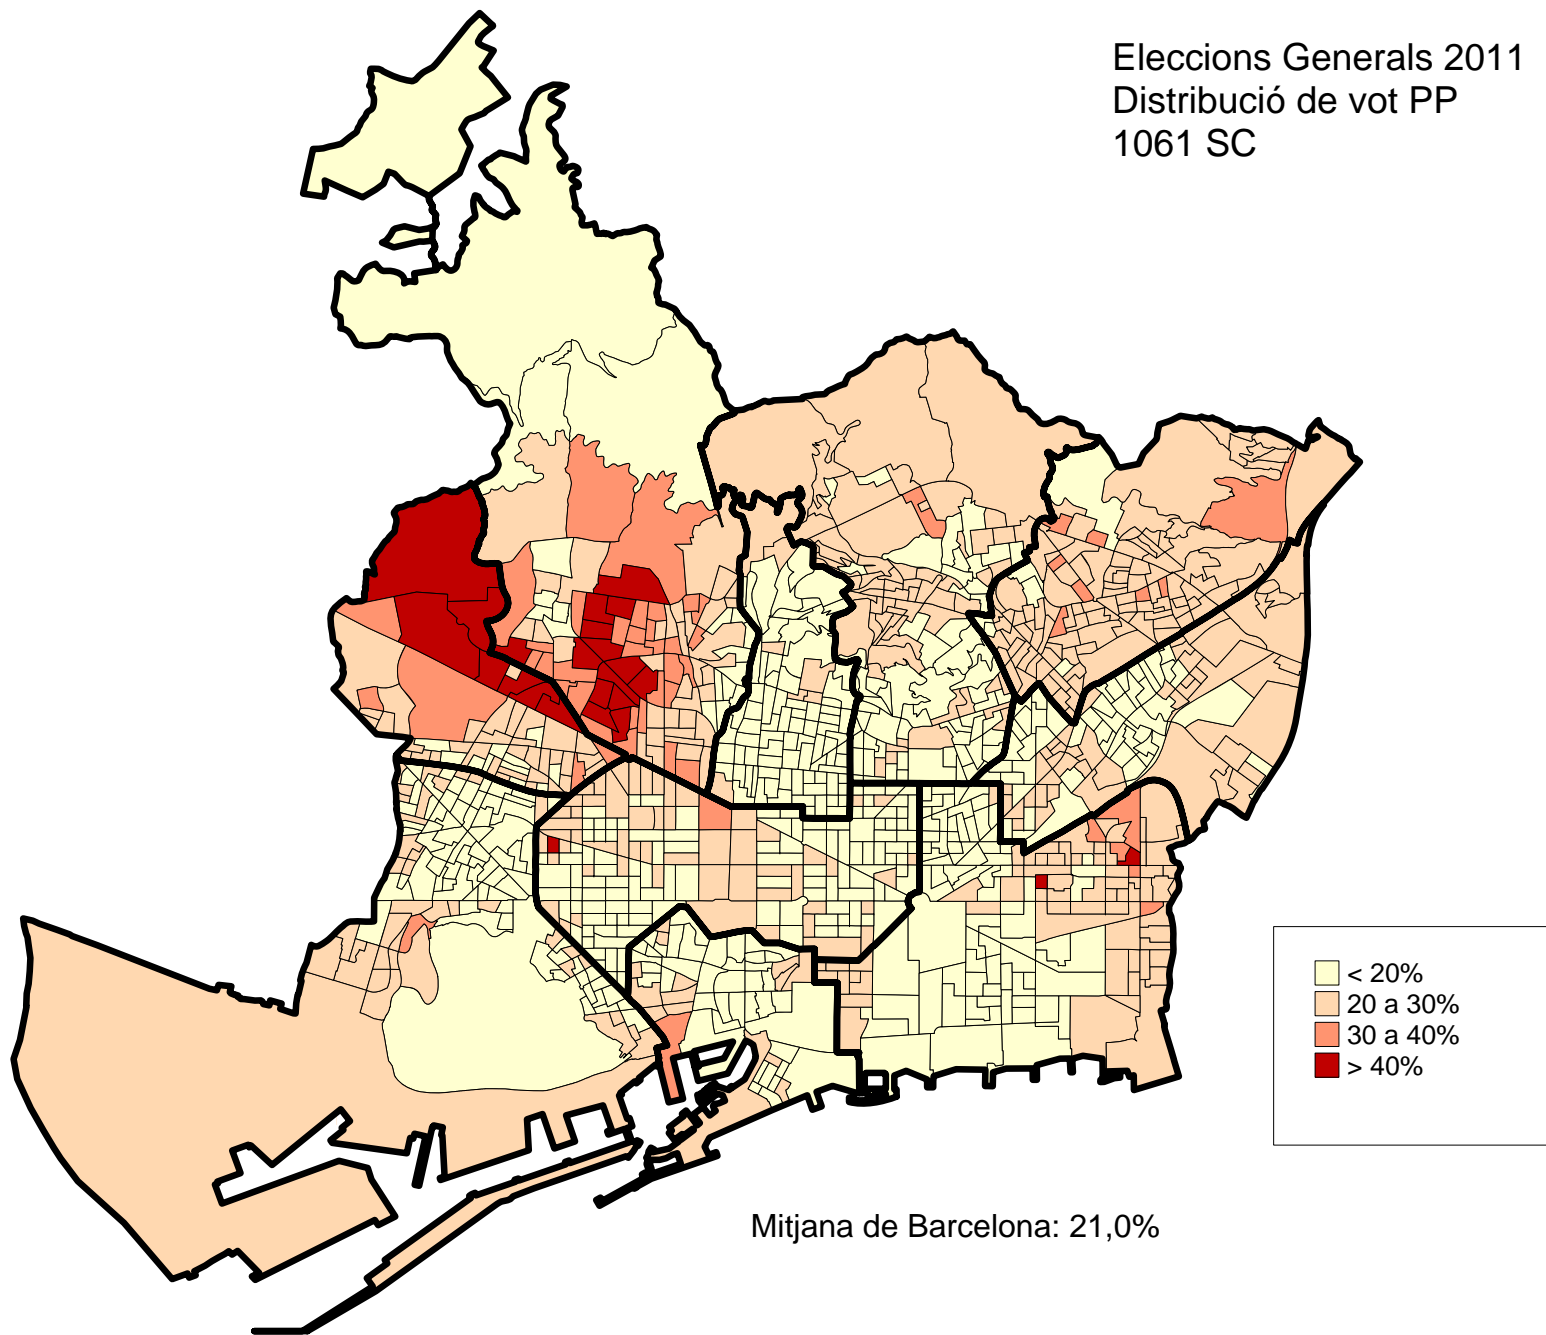 Eleccions Generals 2011
Distribució de vot PP
1061 SC
< 20%
20 a 30%
30 a 40%
> 40%
Mitjana de Barcelona: 21,0%